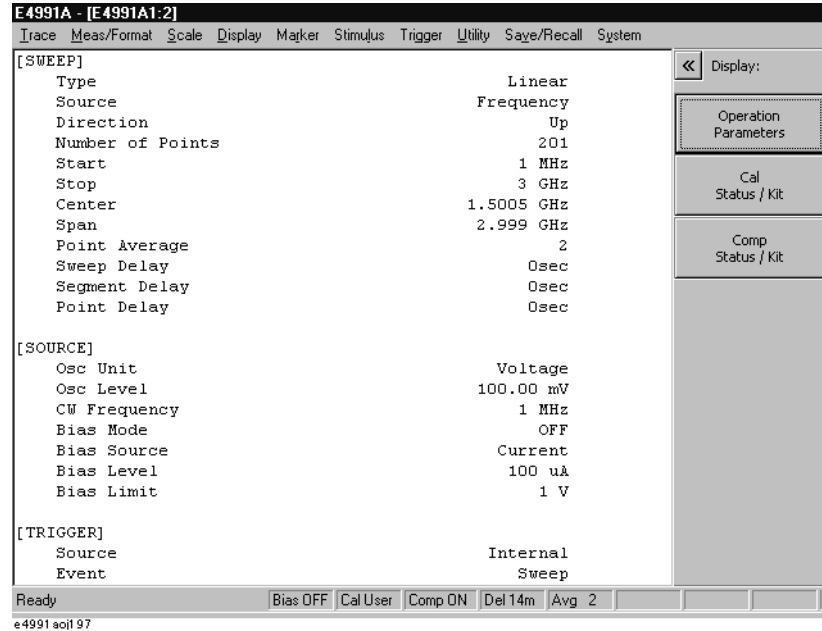 E4991A - [E4991A1:2]
Trace Meas/Format Scale Display Marker Stimulus Trigger Utility Save/Recall System
[SWEEP]
Type Linear
Source Frequency
Direction Up
Number of Points 201
Start 1 MHz
Stop 3 GHz
Center 1.5005 GHz
Span 2.999 GHz
Point Average 2
Sweep Delay 0sec
Segment Delay 0sec
Point Delay 0sec
[SOURCE]
Osc Unit Voltage
Osc Level 100.00 mV
CW Frequency 1 MHz
Bias Mode OFF
Bias Source Current
Bias Level 100 uA
Bias Limit 1 V
[TRIGGER]
Source Internal
Event Sweep
« Display:
Operation
Parameters
Cal
Status / Kit
Comp
Status / Kit
Ready Bias OFF Cal User Comp ON Del 14m Avg 2
e4991aoj197